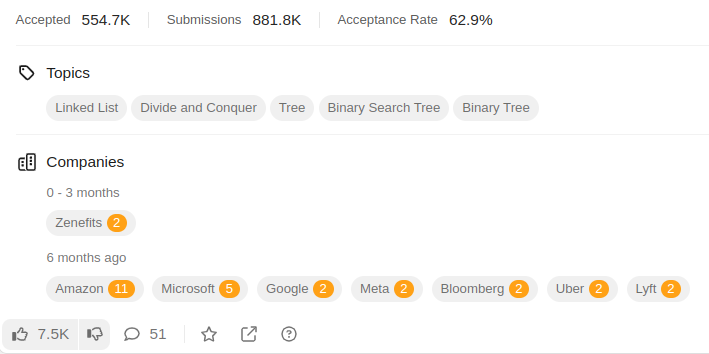 Accepted 554.7K Submissions 881.8K Acceptance Rate 62.9%
Topics
Linked List Divide and Conquer Tree Binary Search Tree Binary Tree
Companies
0 - 3 months
Zenefits 2
6 months ago
Amazon 11 Microsoft 5 Google 2 Meta 2 Bloomberg 2 Uber 2 Lyft 2
7.5K 51